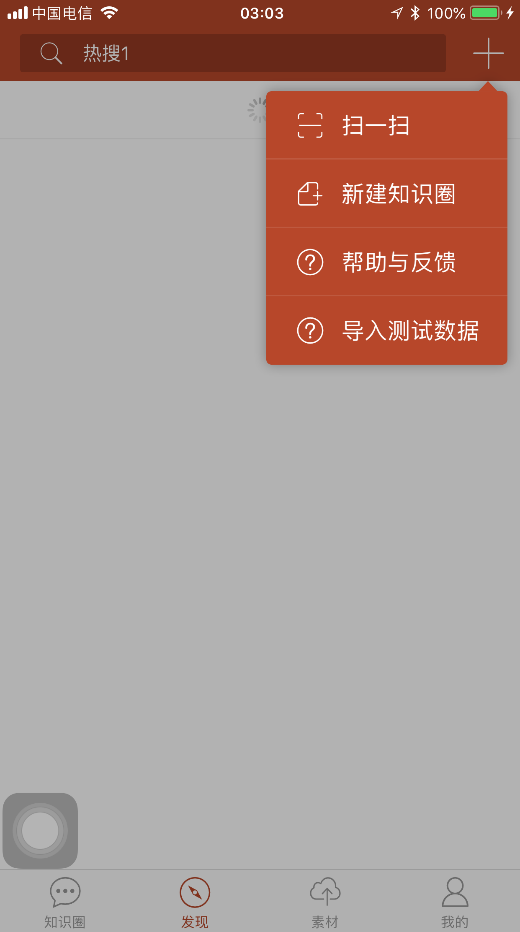 中国电信 03:03 100%
热搜1
扫一扫
新建知识圈
帮助与反馈
导入测试数据
知识圈 发现 素材 我的